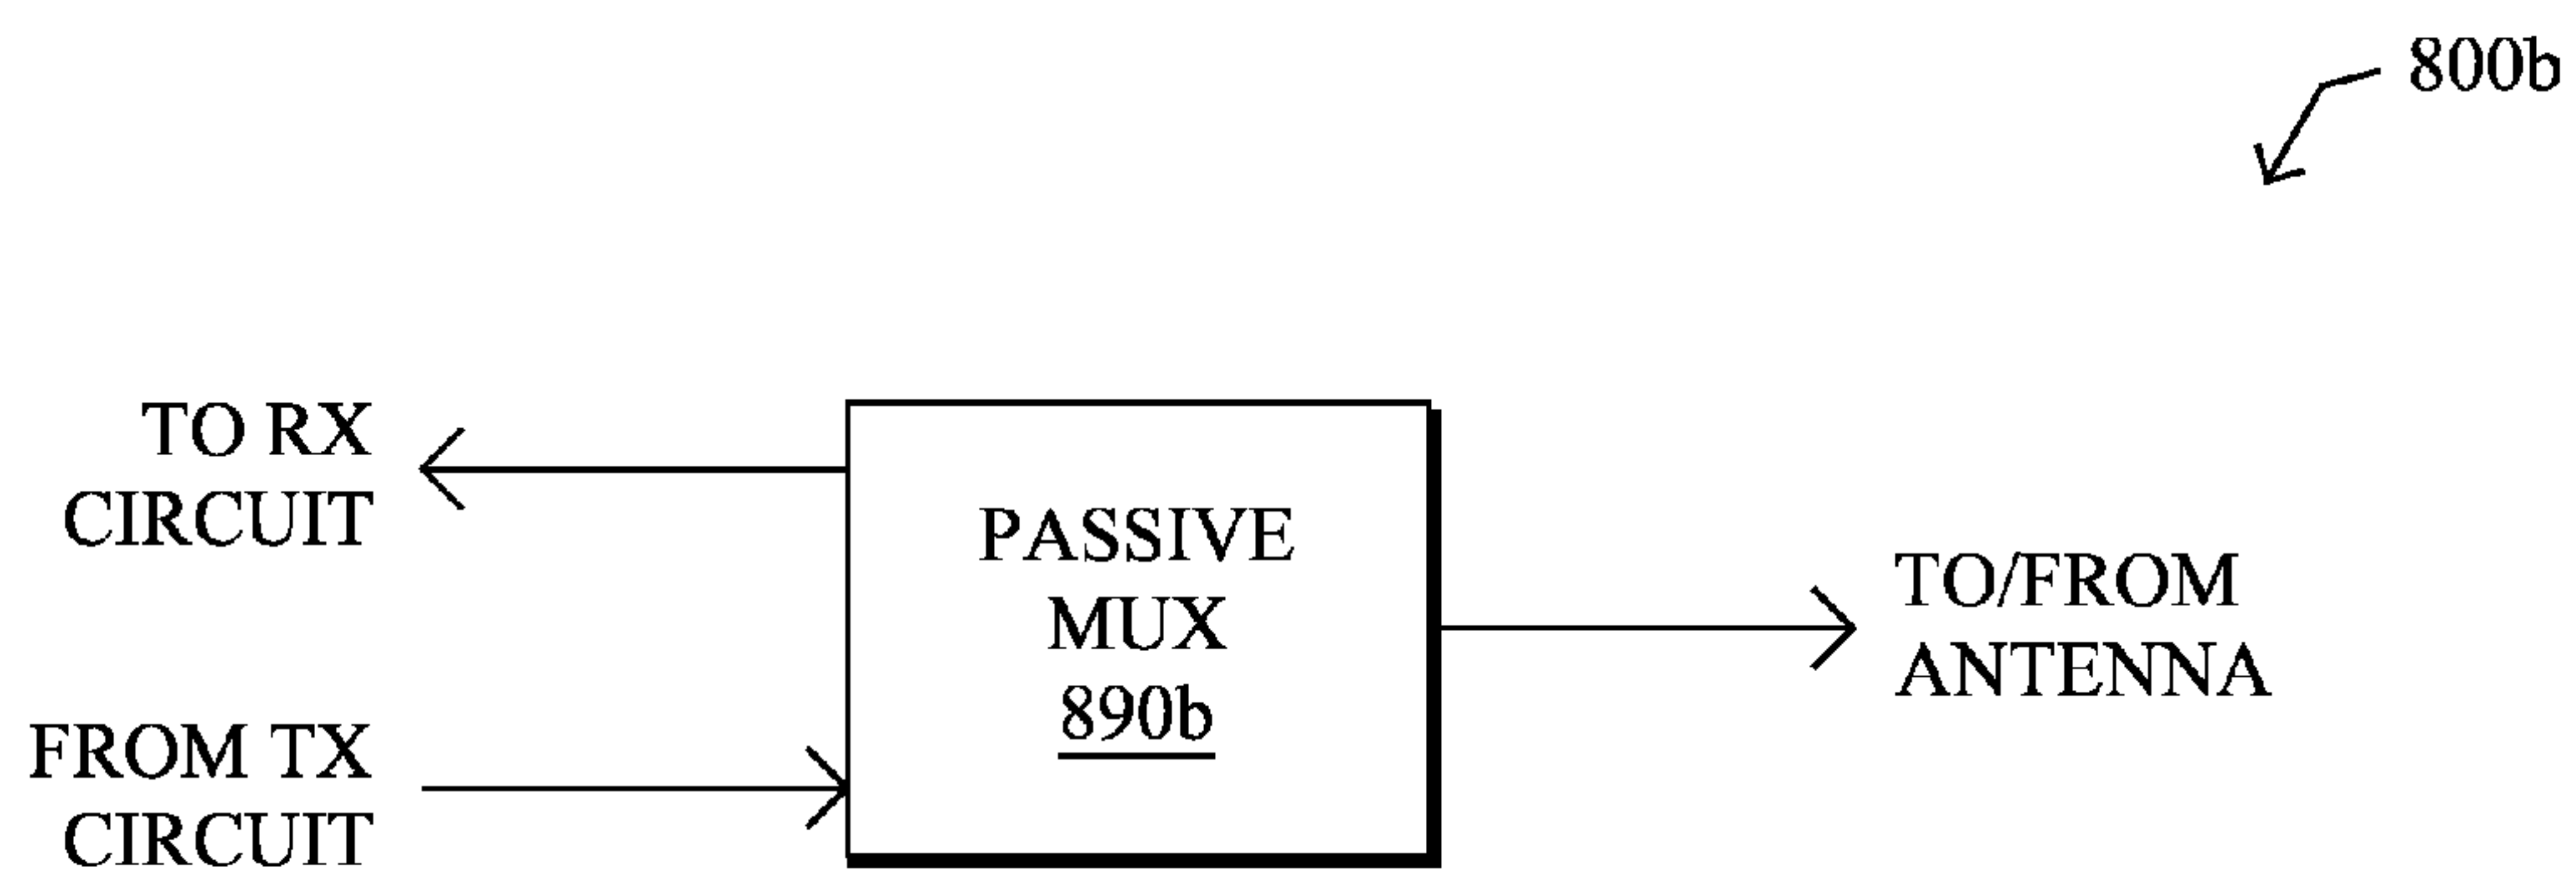 800b
TO RX
CIRCUIT
PASSIVE
MUX
890b
TO/FROM
ANTENNA
FROM TX
CIRCUIT